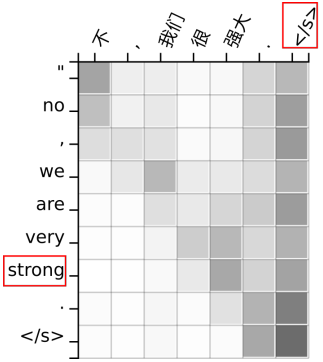 不 , 我们 很 强大 . </s>
"
no
,
we
are
very
strong
.
</s>